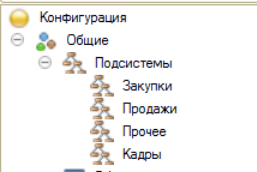 Конфигурация
Общие
Подсистемы
Закупки
Продажи
Прочее
Кадры